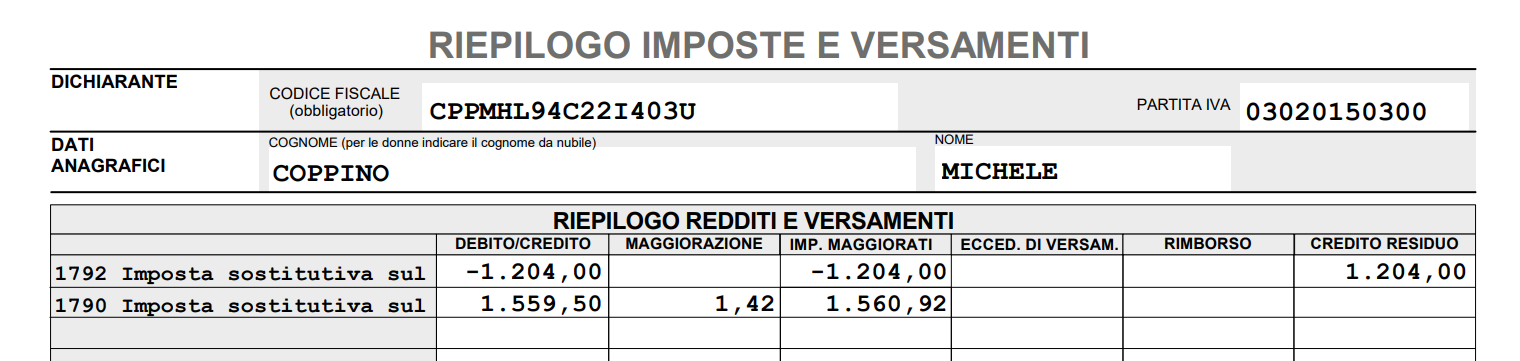 RIEPILOGO IMPOSTE E VERSAMENTI
DICHIARANTE
CODICE FISCALE
(obbligatorio)
CPPMHL94C22I403U
PARTITA IVA
03020150300
DATI
ANAGRAFICI
COGNOME (per le donne indicare il cognome da nubile)
COPPINO
NOME
MICHELE
RIEPILOGO REDDITI E VERSAMENTI
DEBITO/CREDITO MAGGIORAZIONE IMP. MAGGIORATI ECCED. DI VERSAM. RIMBORSO CREDITO RESIDUO
1792 Imposta sostitutiva sul -1.204,00 -1.204,00 1.204,00
1790 Imposta sostitutiva sul 1.559,50 1,42 1.560,92